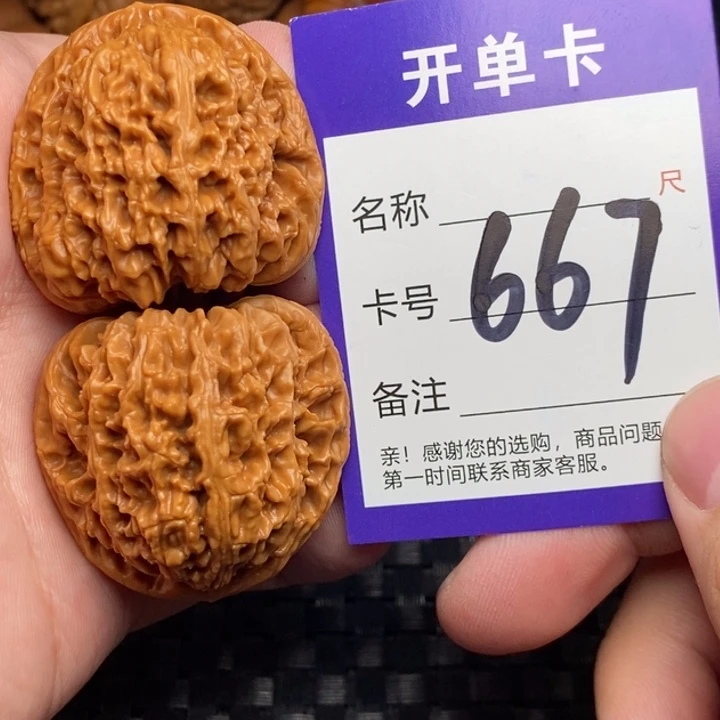 开单卡
名称 尺
卡号 667
备注
亲！感谢您的选购，商品问题
第一时间联系商家客服。